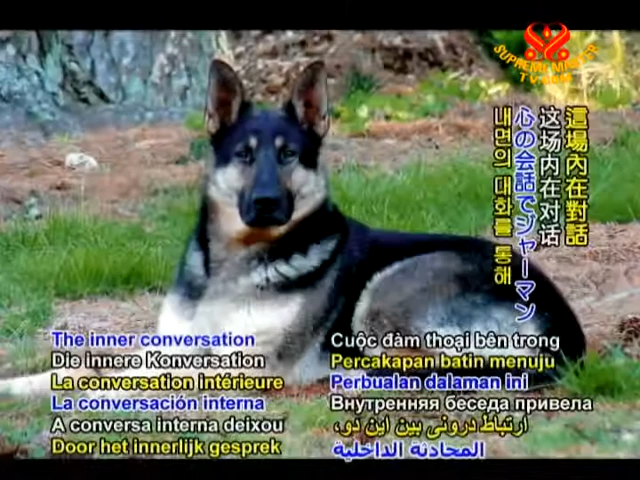 SUPREME MASTER
TV.COM
這場內在對話
这场内在对话
心の会話でジャーマン
내면의 대화를 통해
The inner conversation
Die innere Konversation
La conversation intérieure
La conversación interna
A conversa interna deixou
Door het innerlijk gesprek
Cuộc đàm thoại bên trong
Percakapan batin menuju
Perbualan dalaman ini
Внутренняя беседа привела
ارتباط درونی بین این دو،
المحادثة الداخلية